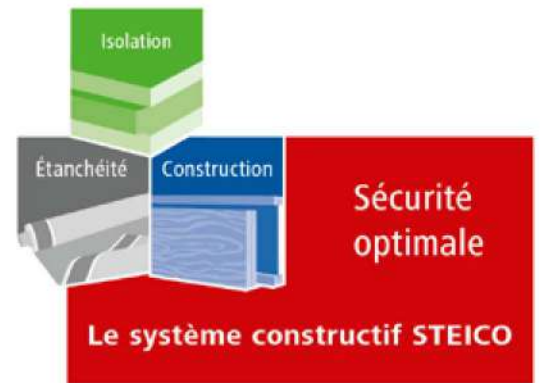 Isolation
Étanchéité
Construction
Sécurité
optimale
Le système constructif STEICO